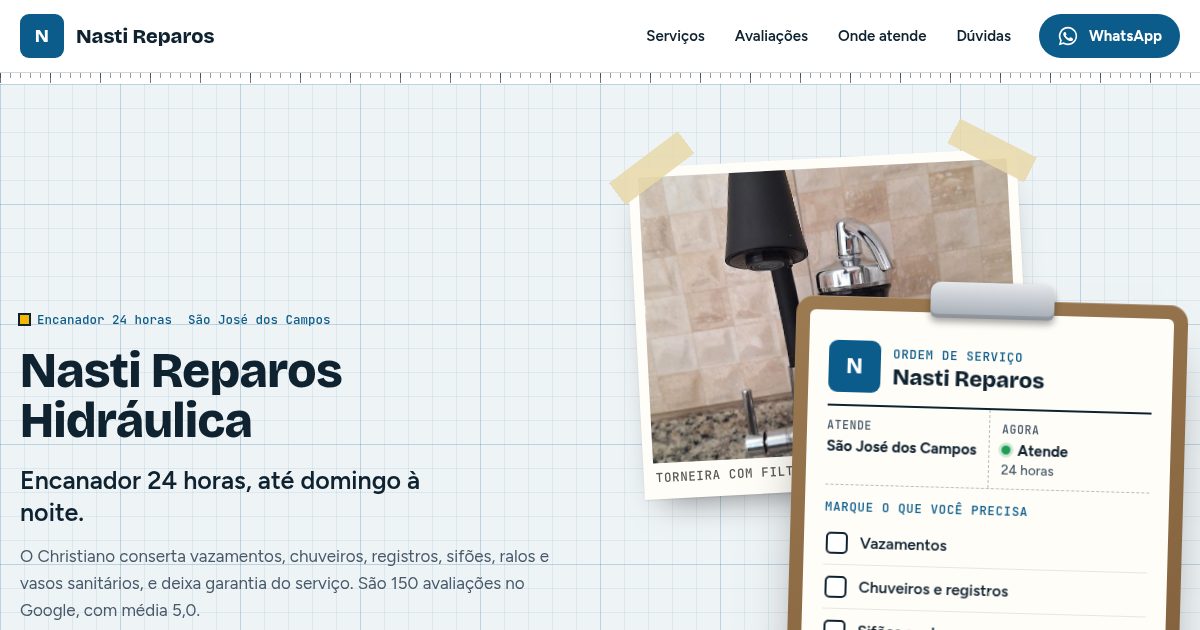 N Nasti Reparos
Serviços Avaliações Onde atende Dúvidas WhatsApp
Encanador 24 horas São José dos Campos
Nasti Reparos
Hidráulica
Encanador 24 horas, até domingo à
noite.
O Christiano conserta vazamentos, chuveiros, registros, sifões, ralos e
vasos sanitários, e deixa garantia do serviço. São 150 avaliações no
Google, com média 5,0.
TORNEIRA COM FILT
N
ORDEM DE SERVIÇO
Nasti Reparos
ATENDE
São José dos Campos
AGORA
Atende
24 horas
MARQUE O QUE VOCÊ PRECISA
Vazamentos
Chuveiros e registros